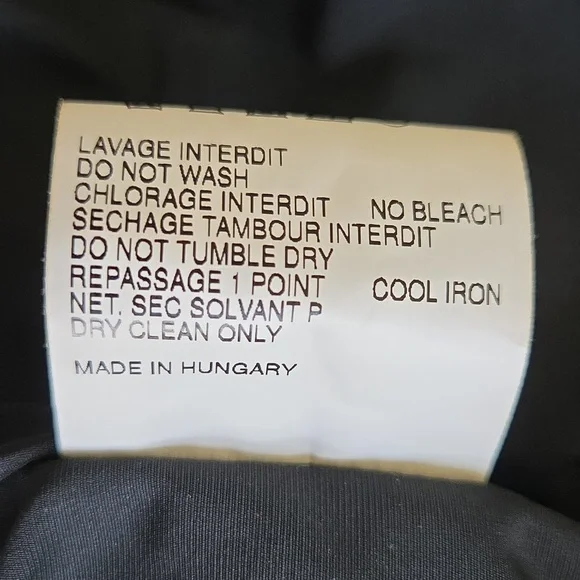 LAVAGE INTERDIT
DO NOT WASH
CHLORAGE INTERDIT NO BLEACH
SECHAGE TAMBOUR INTERDIT
DO NOT TUMBLE DRY
REPASSAGE 1 POINT COOL IRON
NET. SEC SOLVANT P
DRY CLEAN ONLY
MADE IN HUNGARY